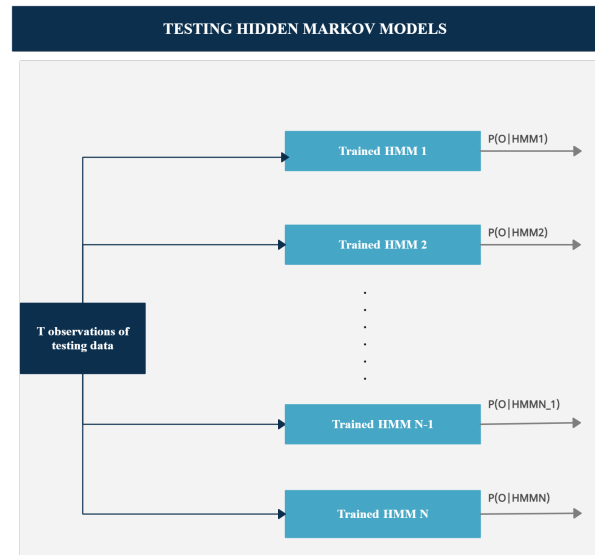 TESTING HIDDEN MARKOV MODELS
Trained HMM 1
P(O|HMM1)
Trained HMM 2
P(O|HMM2)
T observations of
testing data
Trained HMM N-1
P(O|HMMN_1)
Trained HMM N
P(O|HMMN)